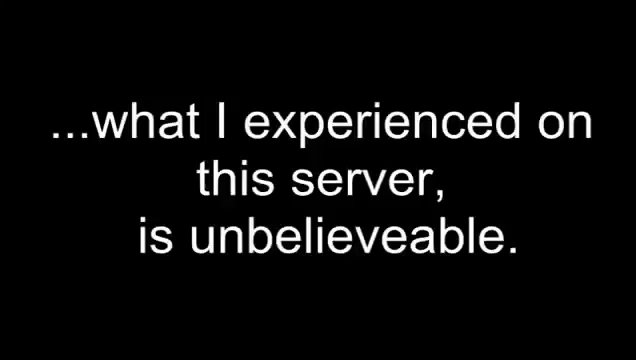 ...what I experienced on
this server,
is unbelieveable.